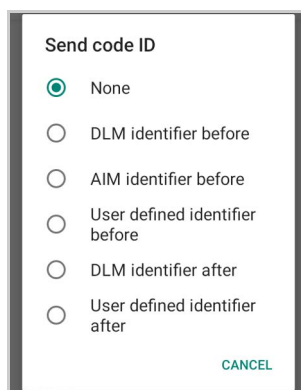 Send code ID
None
DLM identifier before
AIM identifier before
User defined identifier
before
DLM identifier after
User defined identifier
after
CANCEL